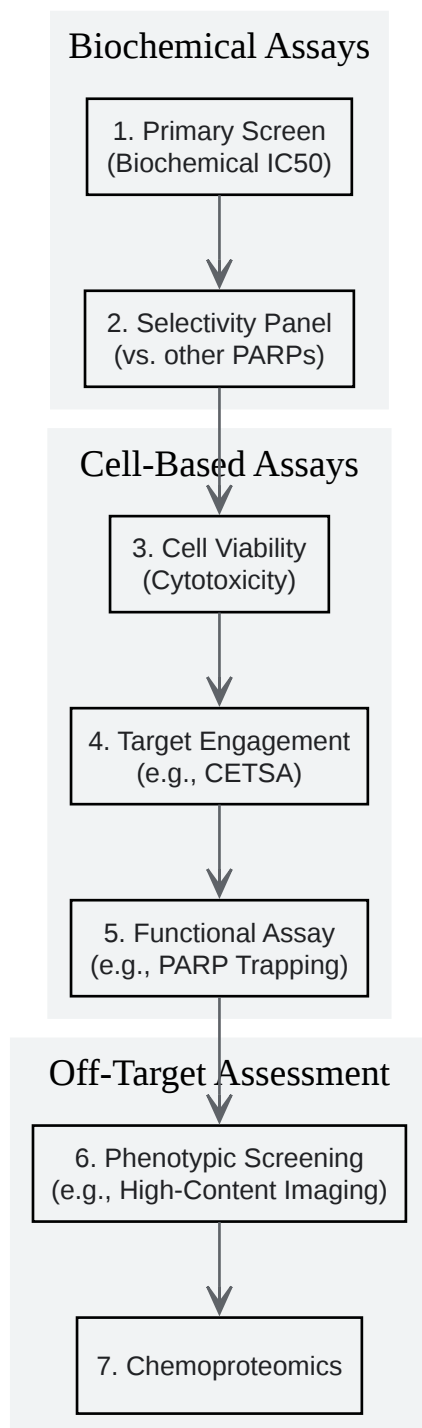 Biochemical Assays
1. Primary Screen
(Biochemical IC50)
2. Selectivity Panel
(vs. other PARPs)
Cell-Based Assays
3. Cell Viability
(Cytotoxicity)
4. Target Engagement
(e.g., CETSA)
5. Functional Assay
(e.g., PARP Trapping)
Off-Target Assessment
6. Phenotypic Screening
(e.g., High-Content Imaging)
7. Chemoproteomics